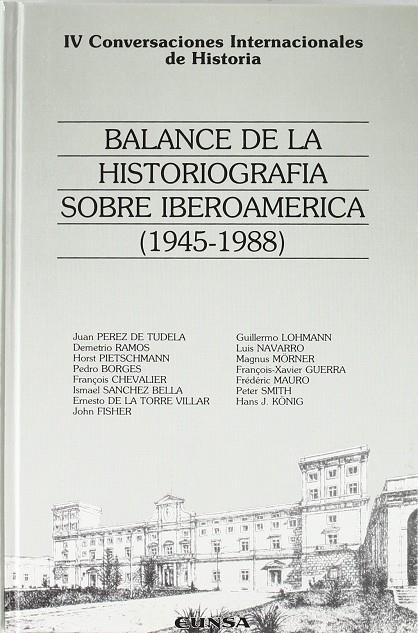 IV Conversaciones Internacionales
de Historia
BALANCE DE LA
HISTORIOGRAFIA
SOBRE IBEROAMERICA
(1945-1988)
Juan PEREZ DE TUDELA
Demetrio RAMOS
Horst PIETSCHMANN
Pedro BORGES
François CHEVALIER
Ismael SANCHEZ BELLA
Ernesto DE LA TORRE VILLAR
John FISHER
Guillermo LOHMANN
Luis NAVARRO
Magnus MÖRNER
François-Xavier GUERRA
Frédéric MAURO
Peter SMITH
Hans J. KÖNIG
EUNSA